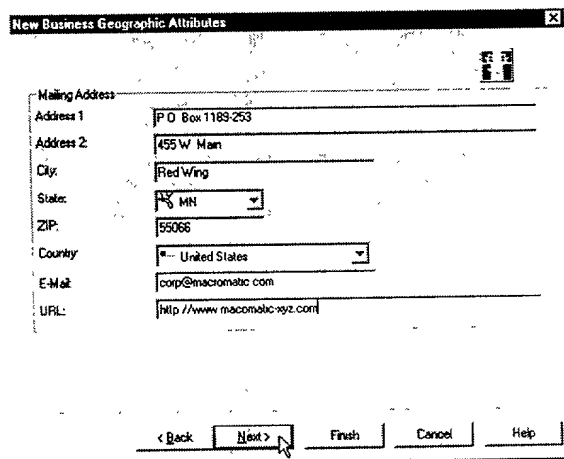 New Business Geographic Attributes
Mailing Address
Address 1 P O Box 1189-253
Address 2: 455 W Main
City: Red Wing
State: MN
ZIP: 55066
Country United States
E-Mail: corp@macromatic com
URL: http //www macomatic-xyz.com
< Back Next > Finish Cancel Help